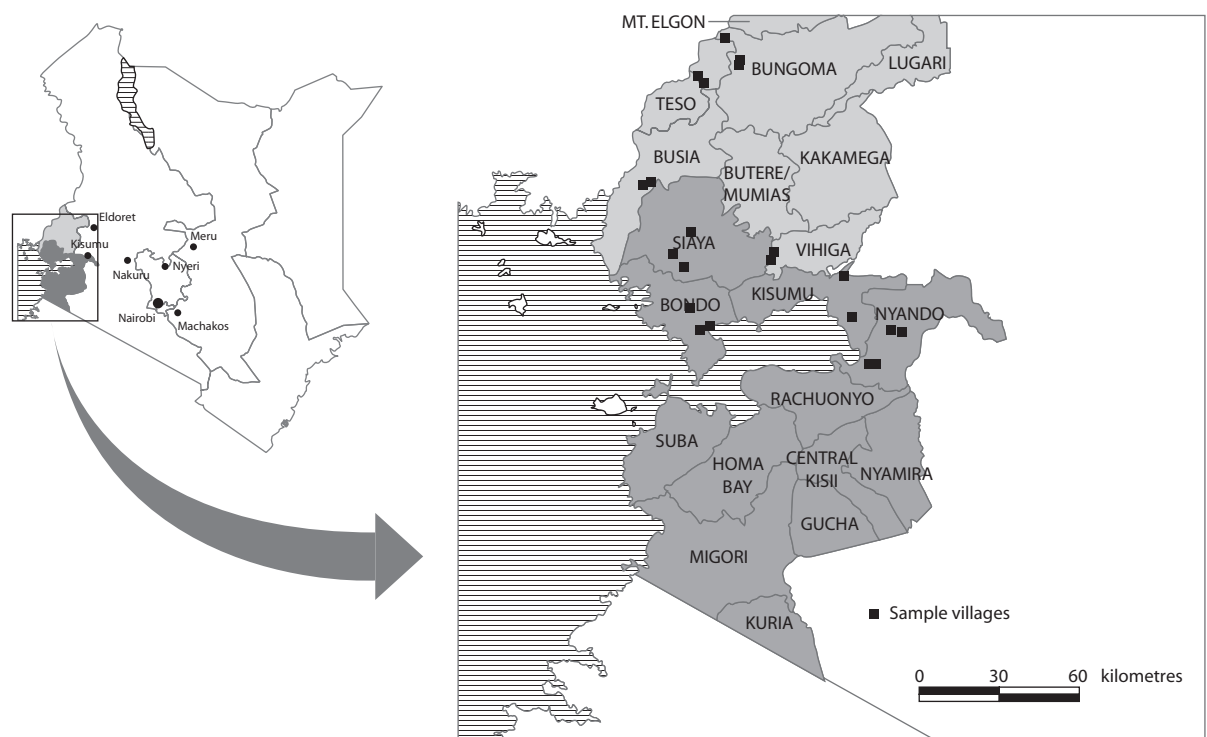 Eldoret
Kisumu
Meru
Nakuru
Nyeri
Nairobi
Machakos
MT. ELGON
BUNGOMA
LUGARI
TESO
BUSIA
BUTERE/
MUMIAS
KAKAMEGA
SIAYA
VIHIGA
BONDO
KISUMU
NYANDO
RACHUONYO
SUBA
HOMA
BAY
CENTRAL
KISII
NYAMIRA
GUCHA
MIGORI
KURIA
Sample villages
0 30 60 kilometres